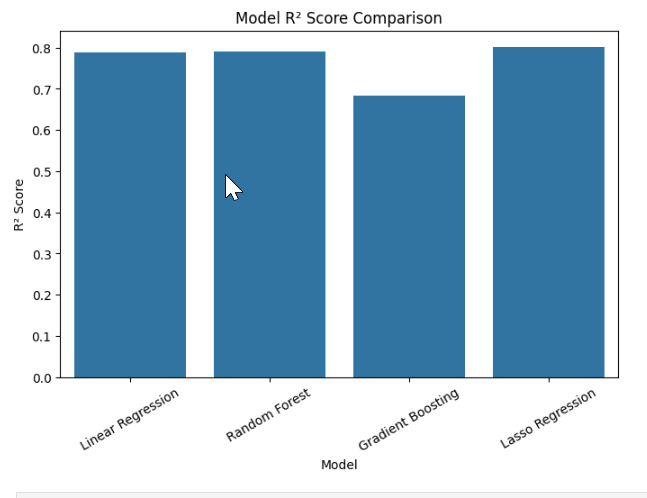 Model R² Score Comparison
R² Score
0.8
0.7
0.6
0.5
0.4
0.3
0.2
0.1
0.0
Linear Regression
Random Forest
Gradient Boosting
Lasso Regression
Model